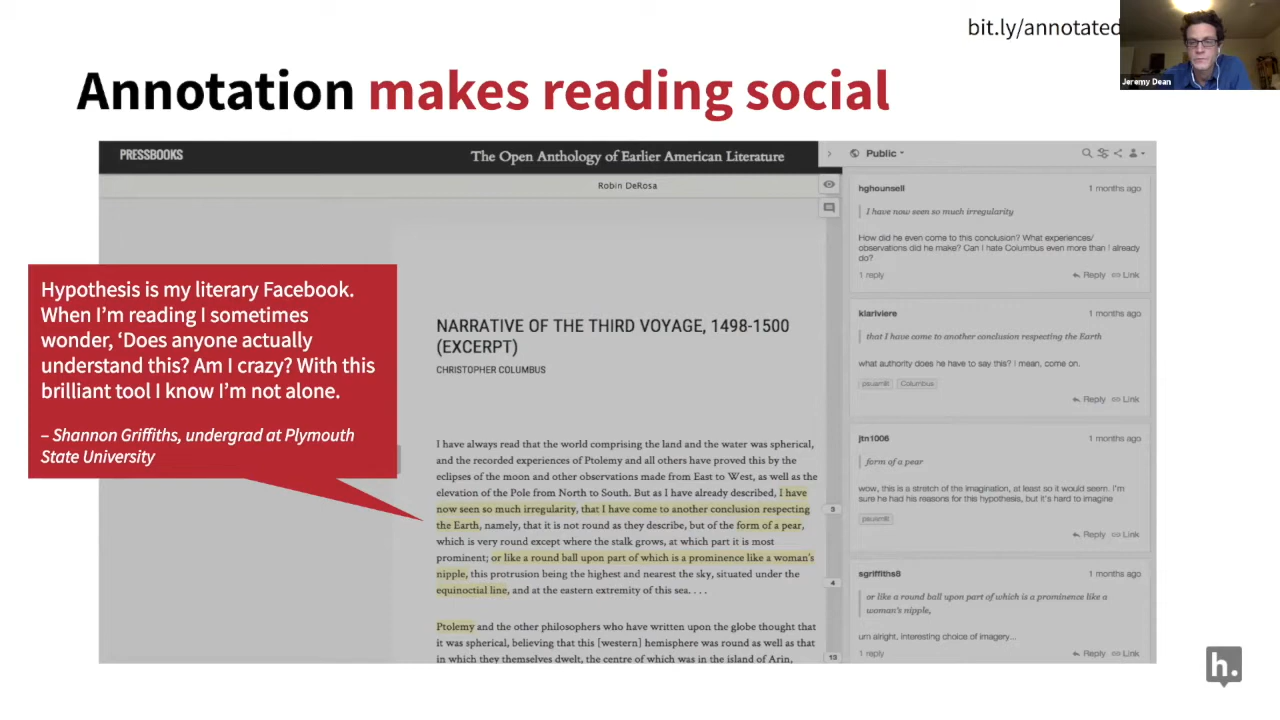 bit.ly/annotated
Jeremy Dean
Annotation makes reading social
PRESSBOOKS
The Open Anthology of Earlier American Literature
Robin DeRosa
Hypothesis is my literary Facebook.
When I'm reading I sometimes
wonder, 'Does anyone actually
understand this? Am I crazy? With this
brilliant tool I know I'm not alone.
– Shannon Griffiths, undergrad at Plymouth
State University
NARRATIVE OF THE THIRD VOYAGE, 1498-1500
(EXCERPT)
CHRISTOPHER COLUMBUS
I have always read that the world comprising the land and the water was spherical,
and the recorded experiences of Ptolemy and all others have proved this by the
eclipses of the moon and other observations made from East to West, as well as the
elevation of the Pole from North to South. But as I have already described, I have
now seen so much irregularity, that I have come to another conclusion respecting
the Earth, namely, that it is not round as they describe, but of the form of a pear,
which is very round except where the stalk grows, at which part it is most
prominent; or like a round ball upon part of which is a prominence like a woman's
nipple, this protrusion being the highest and nearest the sky, situated under the
equinoctial line, and at the eastern extremity of this sea. . . .
Ptolemy and the other philosophers who have written upon the globe thought that
it was spherical, believing that this [western] hemisphere was round as well as that
in which they themselves dwelt, the centre of which was in the island of Arin,
5
4
13
Public
hghounsell 1 months ago
I have now seen so much irregularity
How did he even come to this conclusion? What experiences/
observations did he make? Can I hate Columbus even more than I already
do?
1 reply Reply Link
klariviere 1 months ago
that I have come to another conclusion respecting the Earth
what authority does he have to say this? I mean, come on.
psuamlit Columbus
Reply Link
jtn1006 1 months ago
form of a pear
wow, this is a stretch of the imagination, at least so it would seem. I'm
sure he had his reasons for this hypothesis, but it's hard to imagine
psuamlit
Reply Link
sgriffiths8 1 months ago
or like a round ball upon part of which is a prominence like a
woman's nipple,
um alright, interesting choice of imagery...
1 reply Reply Link
h.